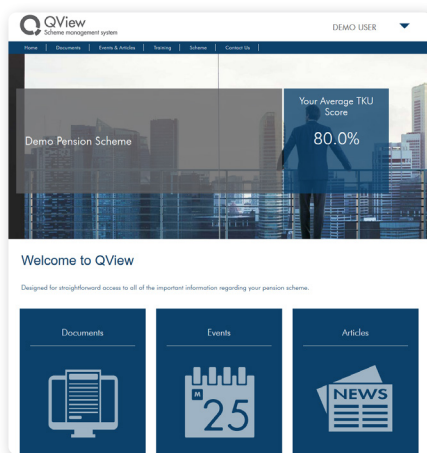 QView
Scheme management system
DEMO USER
Home
Documents
Events & Articles
Training
Scheme
Contact Us
Demo Pension Scheme
Your Average TKU
Score
80.0%
Welcome to QView
Designed for straightforward access to all of the important information regarding your pension scheme.
Documents
Events
Articles
M
25
NEWS